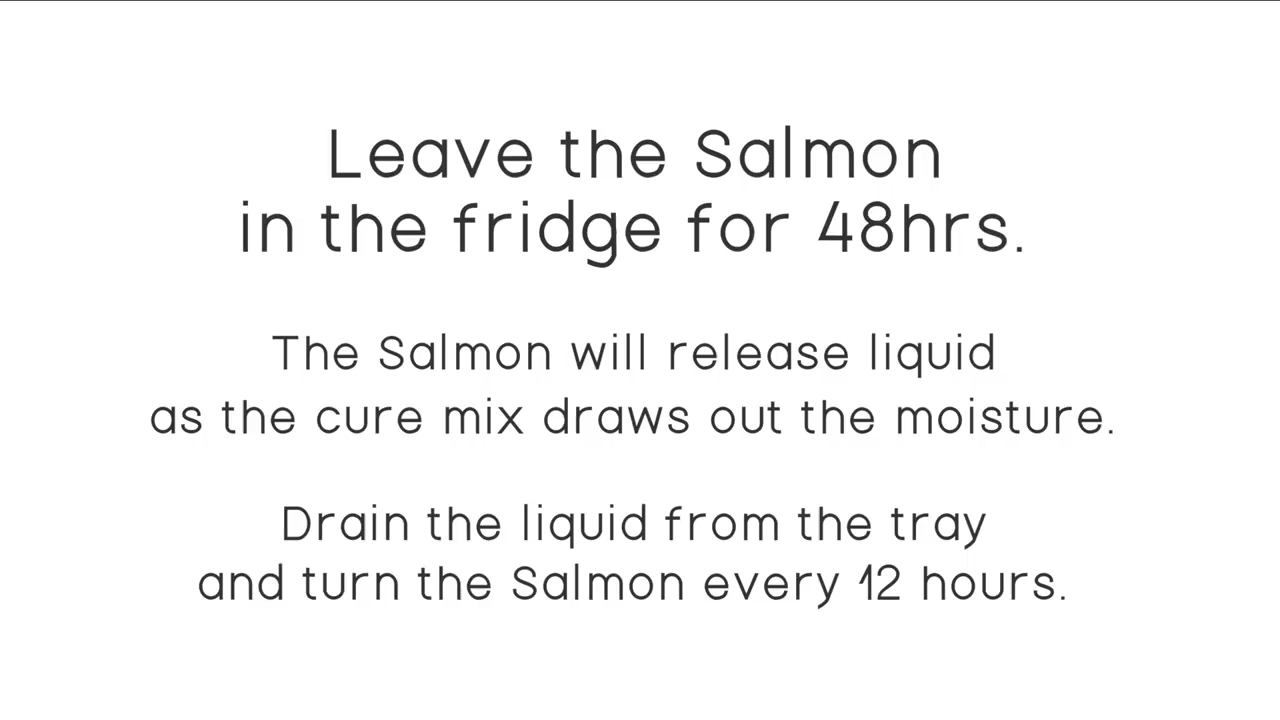 Leave the Salmon
in the fridge for 48hrs.
The Salmon will release liquid
as the cure mix draws out the moisture.
Drain the liquid from the tray
and turn the Salmon every 12 hours.